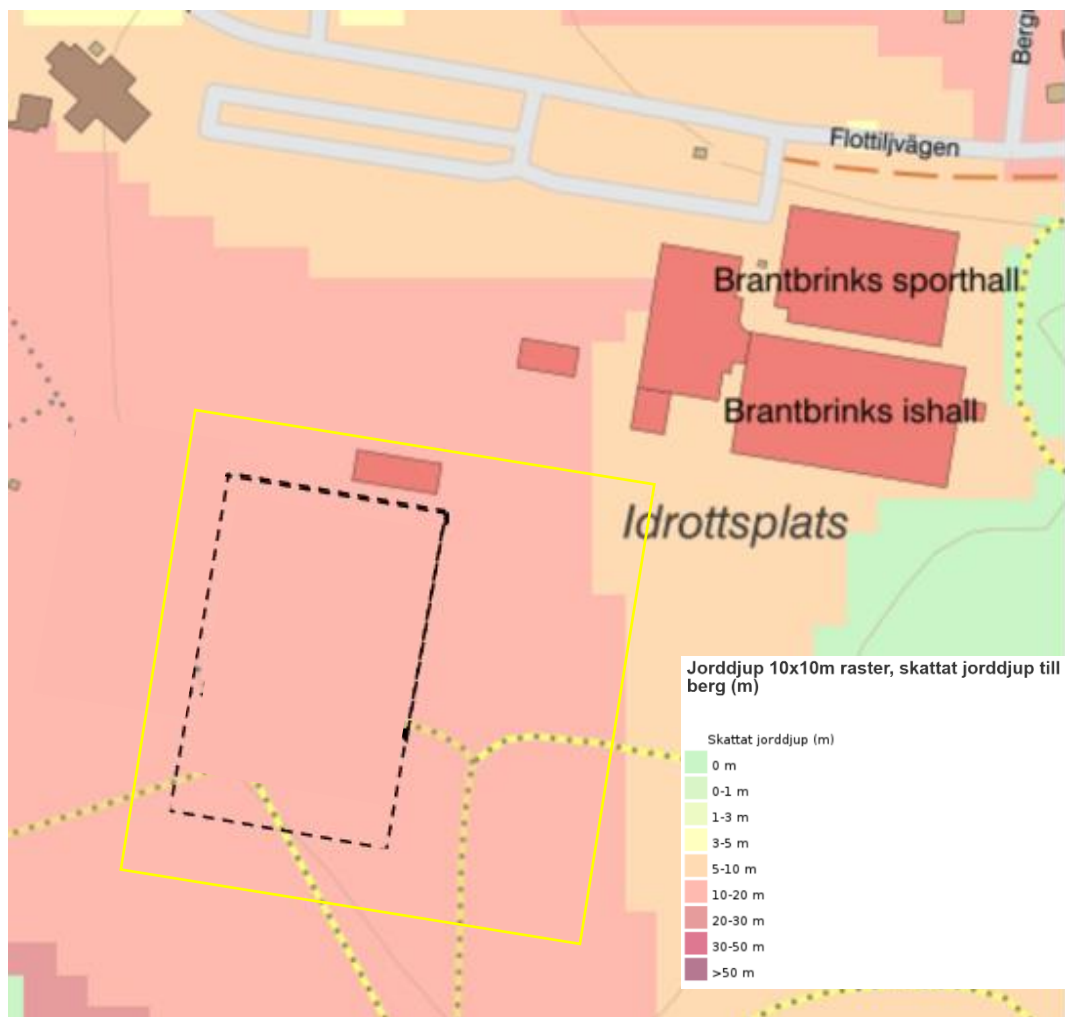 Bergi
Flottiljvägen
Brantbrinks sporthall
Brantbrinks ishall
Idrottsplats
Jorddjup 10x10m raster, skattat jorddjup till
berg (m)
Skattat jorddjup (m)
0 m
0-1 m
1-3 m
3-5 m
5-10 m
10-20 m
20-30 m
30-50 m
>50 m